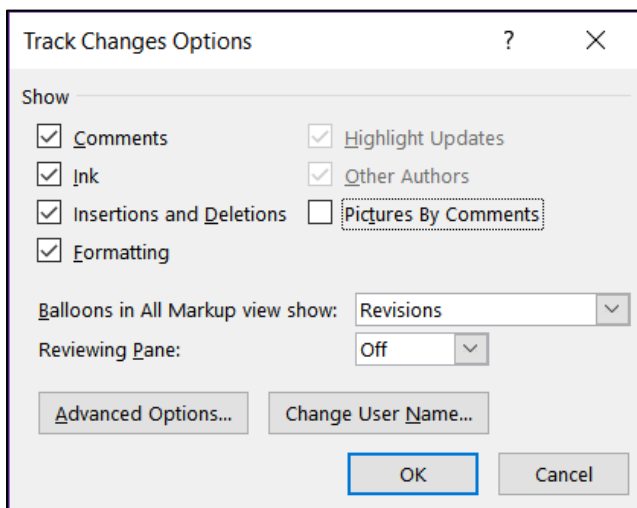 Track Changes Options ?
Show
Comments Highlight Updates
Ink Other Authors
Insertions and Deletions Pictures By Comments
Formatting
Balloons in All Markup view show: Revisions
Reviewing Pane: Off
Advanced Options... Change User Name...
OK Cancel